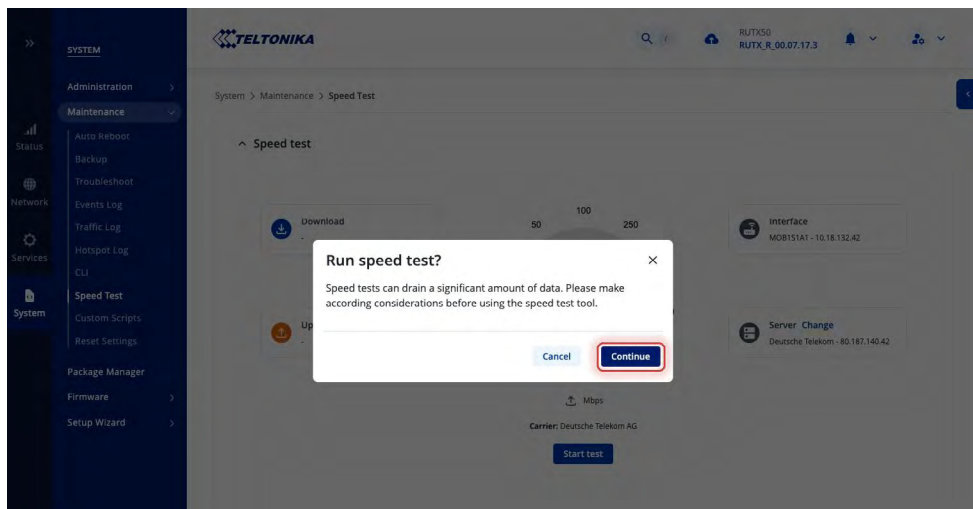 SYSTEM
TELTONIKA
RUTX50
RUTX_R_00.07.17.3
Administration
System > Maintenance > Speed Test
Maintenance
Auto Reboot
Status
Backup
Speed test
Troubleshoot
Network
Events Log
Traffic Log
Services
Hotspot Log
CLI
System
Speed Test
Custom Scripts
Reset Settings
Package Manager
Firmware
Setup Wizard
Download
-
100
50
250
Interface
MOB1S1A1 - 10.18.132.42
Run speed test?
Speed tests can drain a significant amount of data. Please make
according considerations before using the speed test tool.
Cancel
Continue
Up
-
Server Change
Deutsche Telekom - 80.187.140.42
Mbps
Carrier: Deutsche Telekom AG
Start test